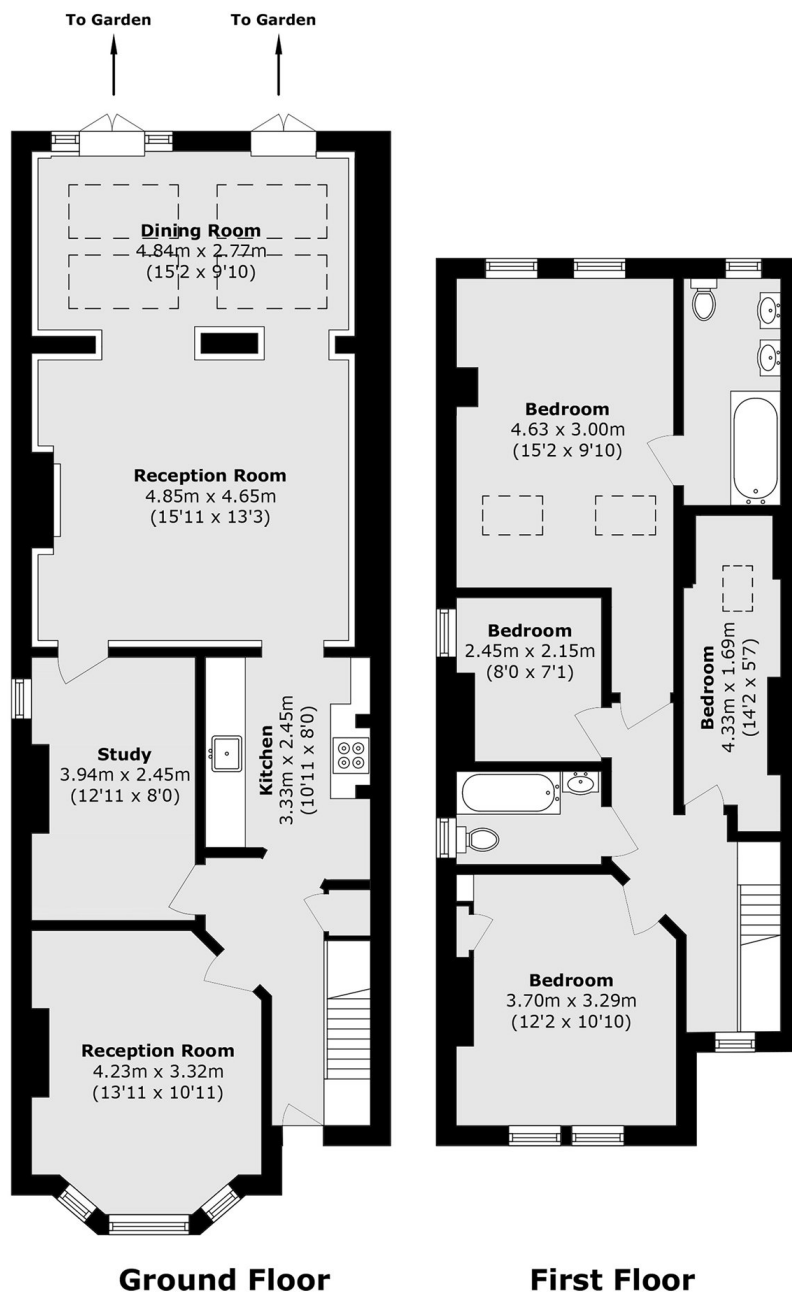 To Garden
To Garden
Dining Room
4.84m x 2.77m
(15'2 x 9'10)
Reception Room
4.85m x 4.65m
(15'11 x 13'3)
Study
3.94m x 2.45m
(12'11 x 8'0)
Kitchen
3.33m x 2.45m
(10'11 x 8'0)
Reception Room
4.23m x 3.32m
(13'11 x 10'11)
Ground Floor
Bedroom
4.63 x 3.00m
(15'2 x 9'10)
Bedroom
2.45m x 2.15m
(8'0 x 7'1)
Bedroom
4.33m x 1.69m
(14'2 x 5'7)
Bedroom
3.70m x 3.29m
(12'2 x 10'10)
First Floor